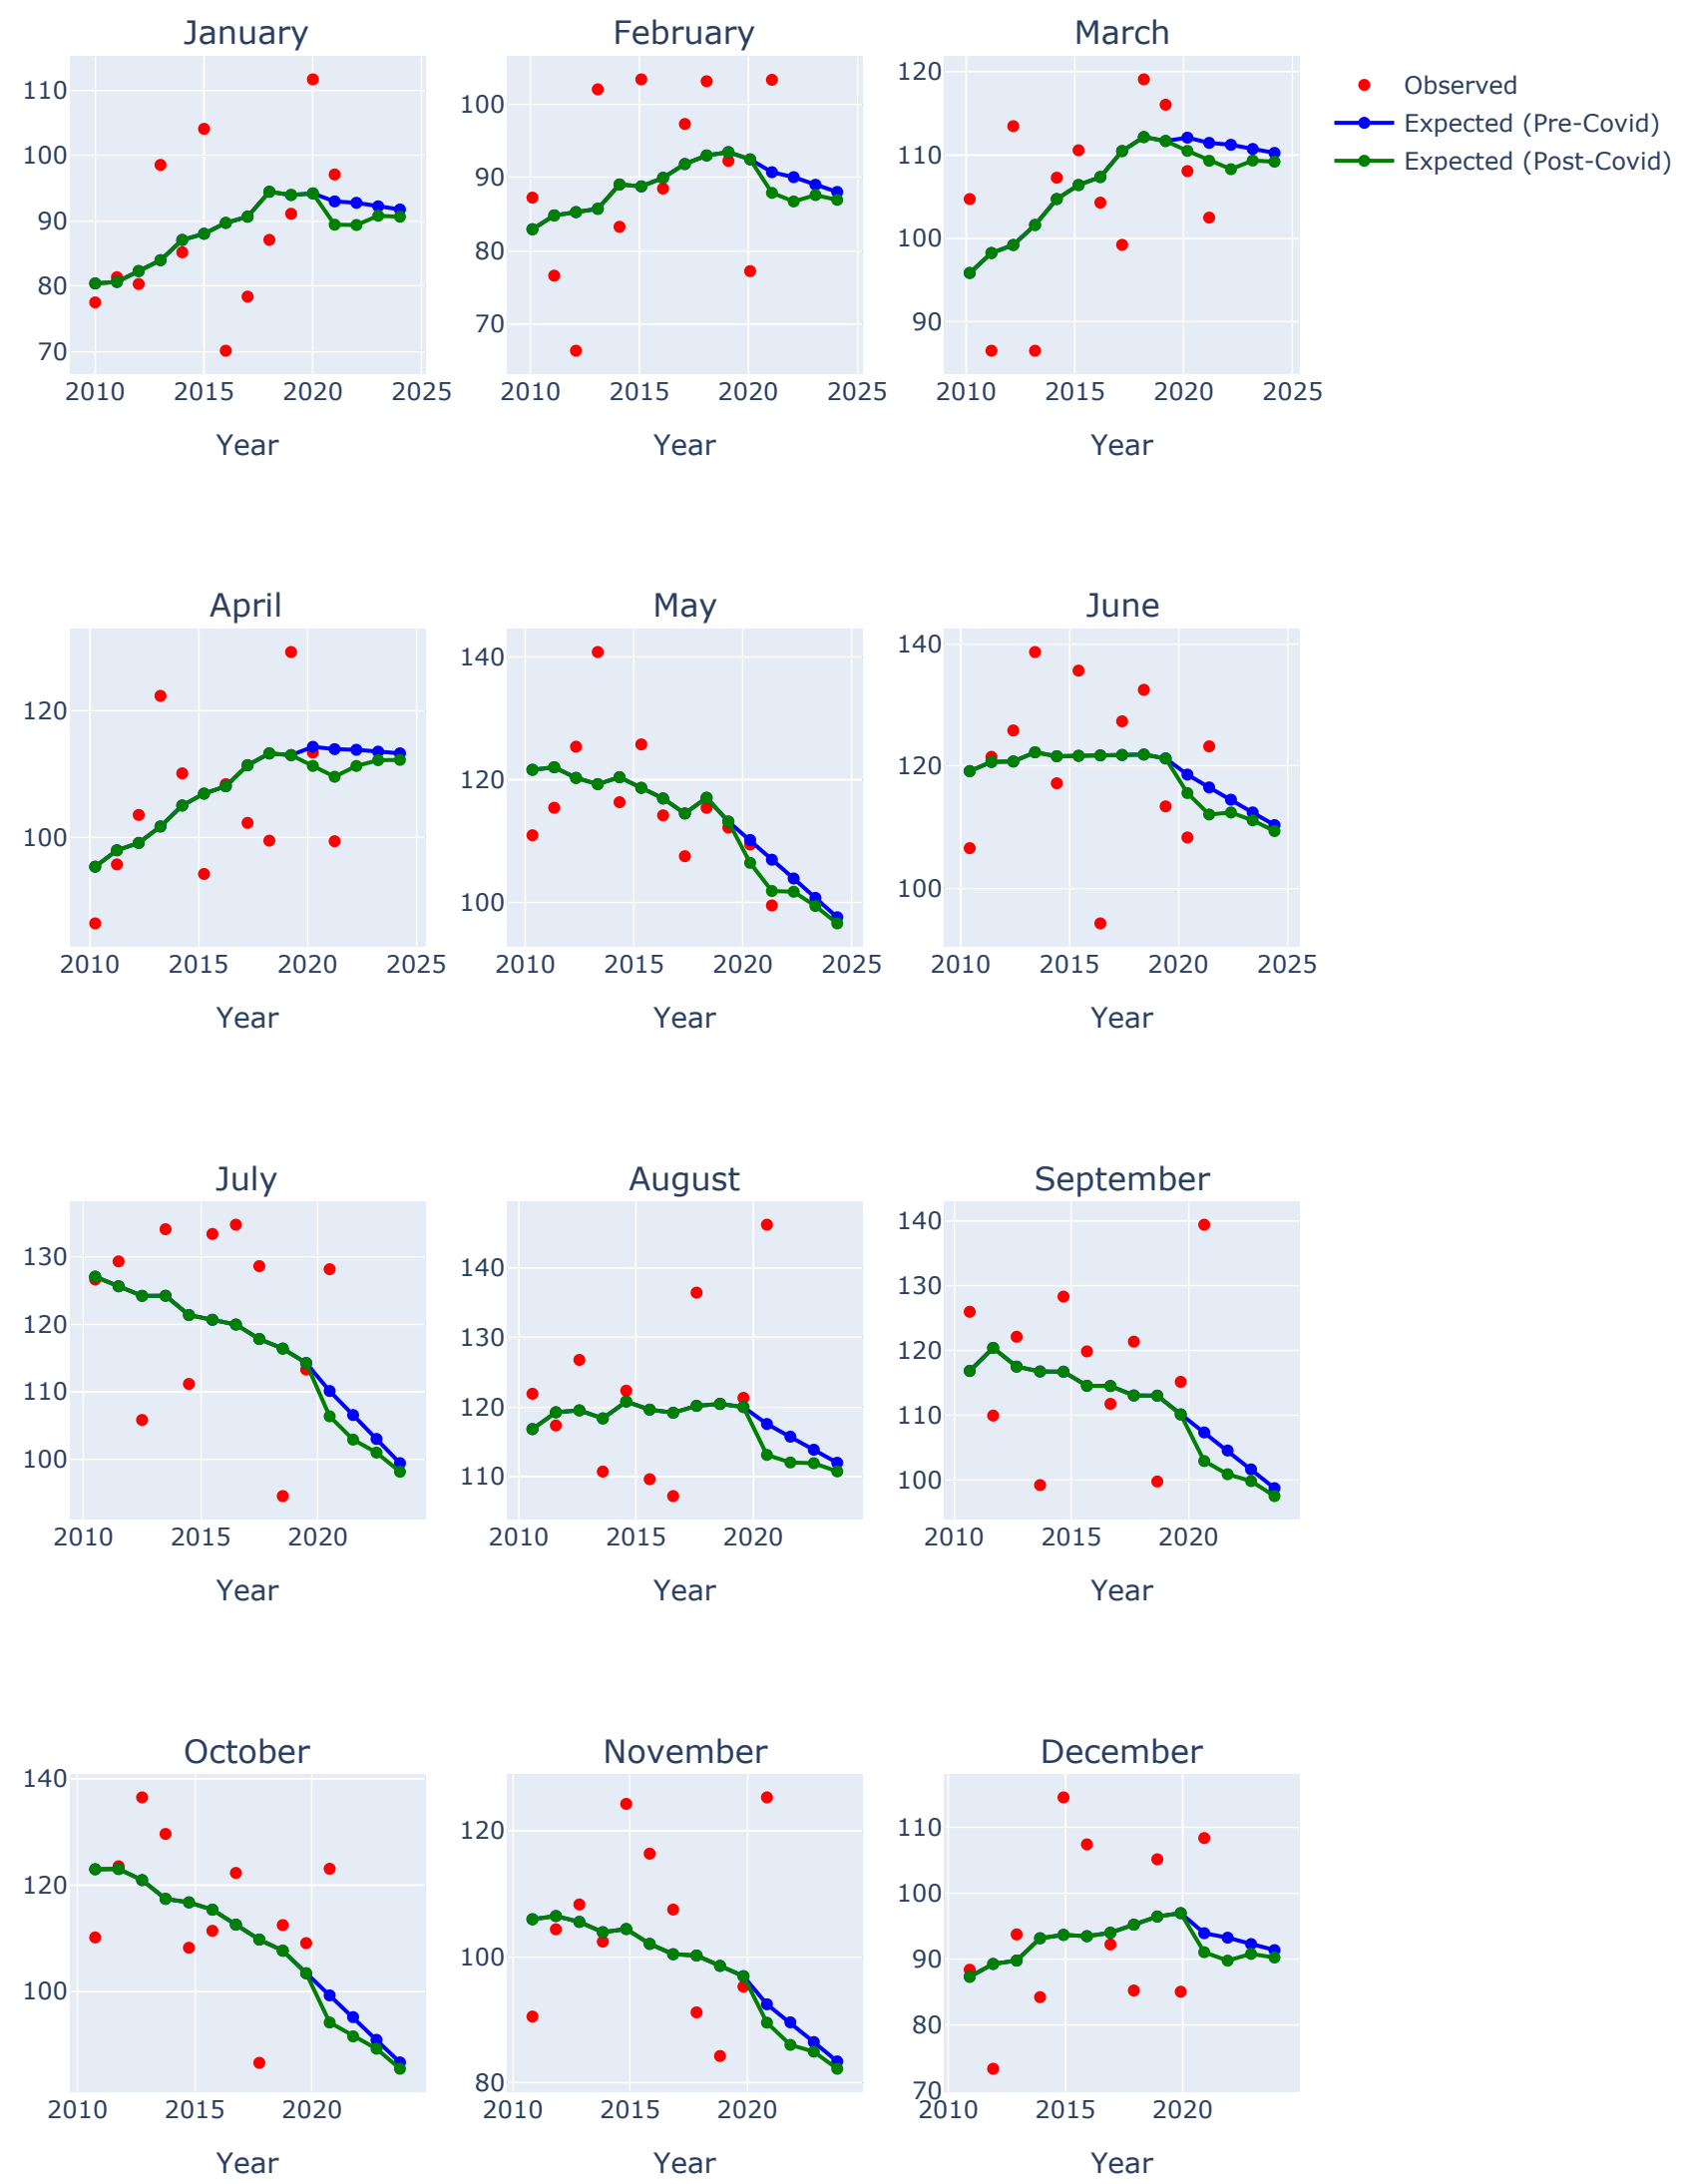 January February March
110
100
90
80
70
2010 2015 2020 2025
Year
100
90
80
70
2010 2015 2020 2025
Year
120
110
100
90
2010 2015 2020 2025
Year
Observed
Expected (Pre-Covid)
Expected (Post-Covid)
April May June
120
100
2010 2015 2020 2025
Year
140
120
100
2010 2015 2020 2025
Year
140
120
100
2010 2015 2020 2025
Year
July August September
130
120
110
100
2010 2015 2020
Year
140
130
120
110
2010 2015 2020
Year
140
130
120
110
100
2010 2015 2020
Year
October November December
140
120
100
2010 2015 2020
Year
120
100
80
2010 2015 2020
Year
110
100
90
80
70
2010 2015 2020
Year